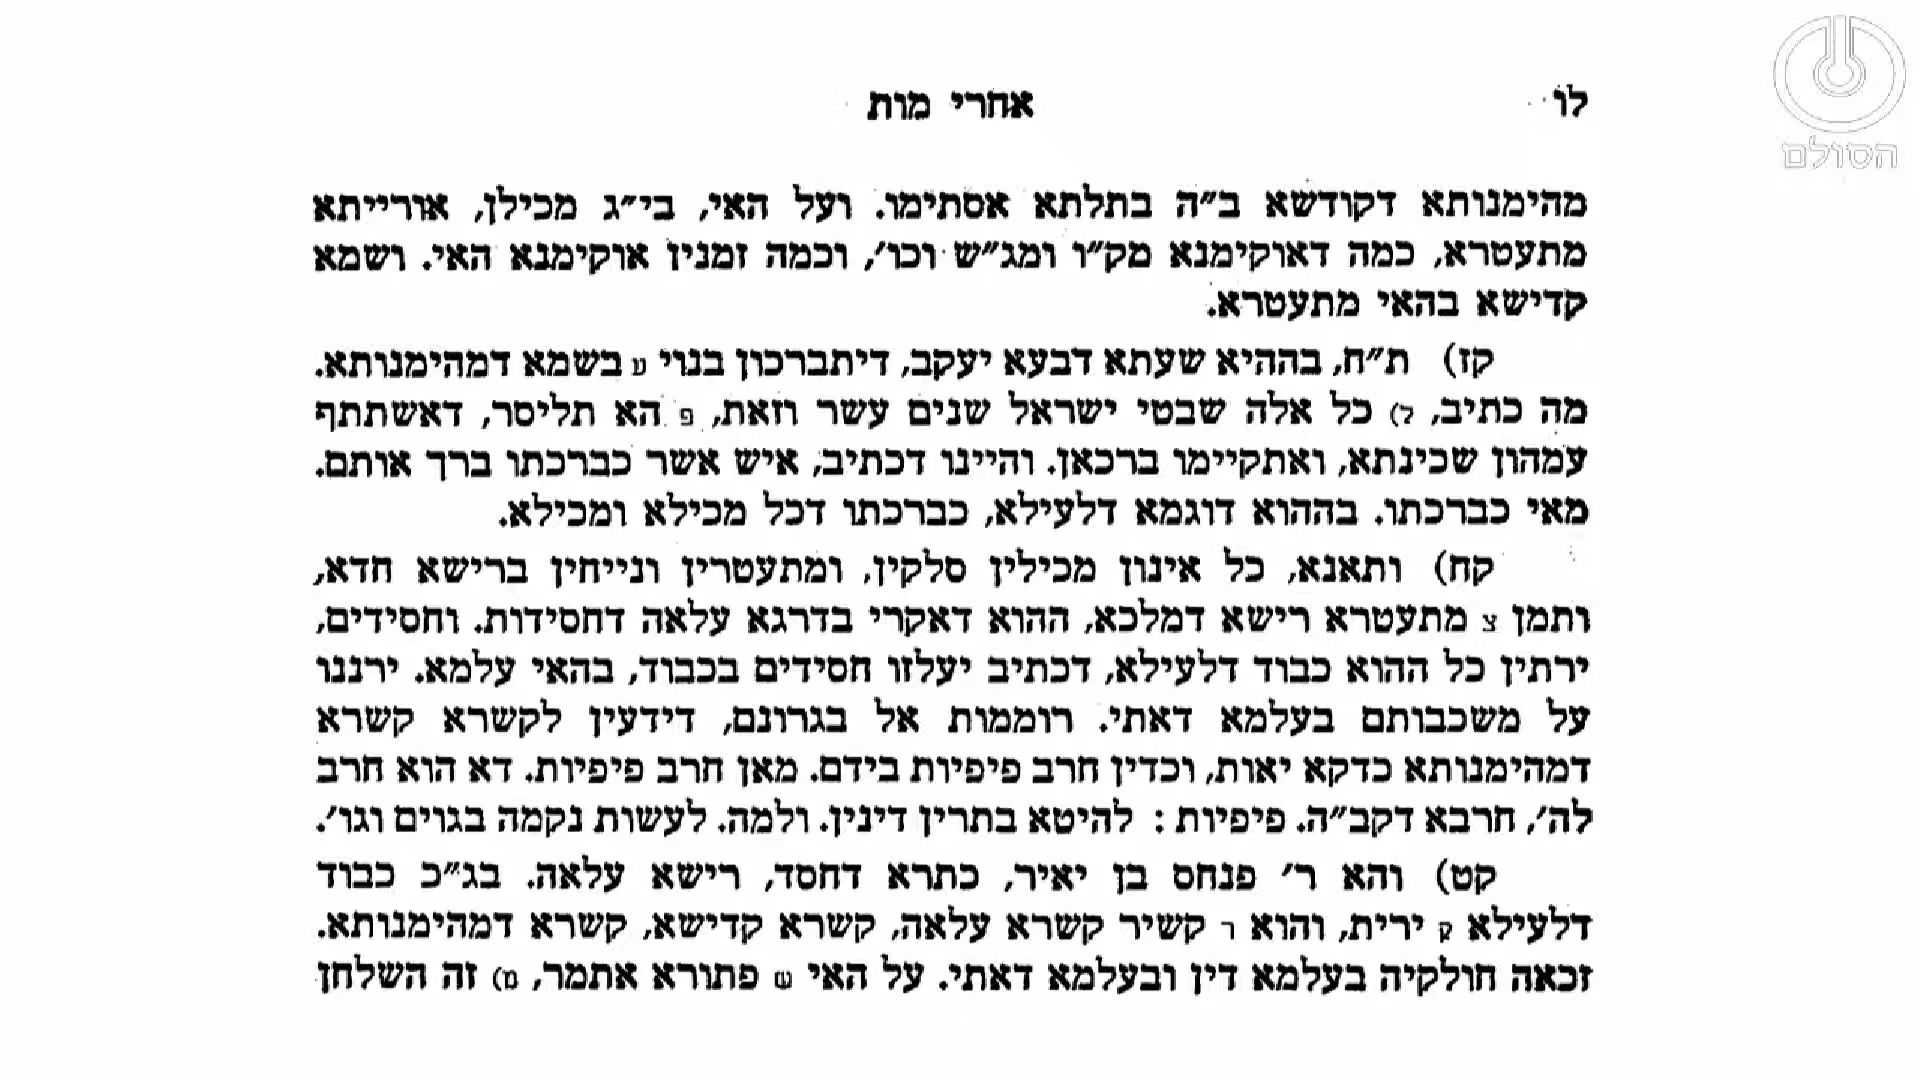 לו אחרי מות
הסולם
מהימנותא דקודשא ב״ה בתלתא אסתימו. ועל האי, בי״ג מכילן, אורייתא
מתעטרא, כמה דאוקימנא מק״ו ומג״ש וכו׳, וכמה זמנין אוקימנא האי. ושמא
קדישא בהאי מתעטרא.
קז) ת״ח, בההיא שעתא דבעא יעקב, דיתברכון בנוי ע בשמא דמהימנותא.
מה כתיב, ל) כל אלה שבטי ישראל שנים עשר וזאת, פ הא תליסר, דאשתתף
עמהון שכינתא, ואתקיימו ברכאן. והיינו דכתיב, איש אשר כברכתו ברך אותם.
מאי כברכתו. בההוא דוגמא דלעילא, כברכתו דכל מכילא ומכילא.
קח) ותאנא, כל אינון מכילין סלקין, ומתעטרין ונייחין ברישא חדא,
ותמן צ מתעטרא רישא דמלכא, ההוא דאקרי בדרגא עלאה דחסידות. וחסידים,
ירתין כל ההוא כבוד דלעילא, דכתיב יעלזו חסידים בכבוד, בהאי עלמא. ירננו
על משכבותם בעלמא דאתי. רוממות אל בגרונם, דידעין לקשרא קשרא
דמהימנותא כדקא יאות, וכדין חרב פיפיות בידם. מאן חרב פיפיות. דא הוא חרב
לה׳, חרבא דקב״ה. פיפיות : להיטא בתרין דינין. ולמה. לעשות נקמה בגוים וגו׳.
קט) והא ר׳ פנחס בן יאיר, כתרא דחסד, רישא עלאה. בג״כ כבוד
דלעילא ק ירית, והוא ר קשיר קשרא עלאה, קשרא קדישא, קשרא דמהימנותא.
זכאה חולקיה בעלמא דין ובעלמא דאתי. על האי ש פתורא אתמר, מ) זה השלחן